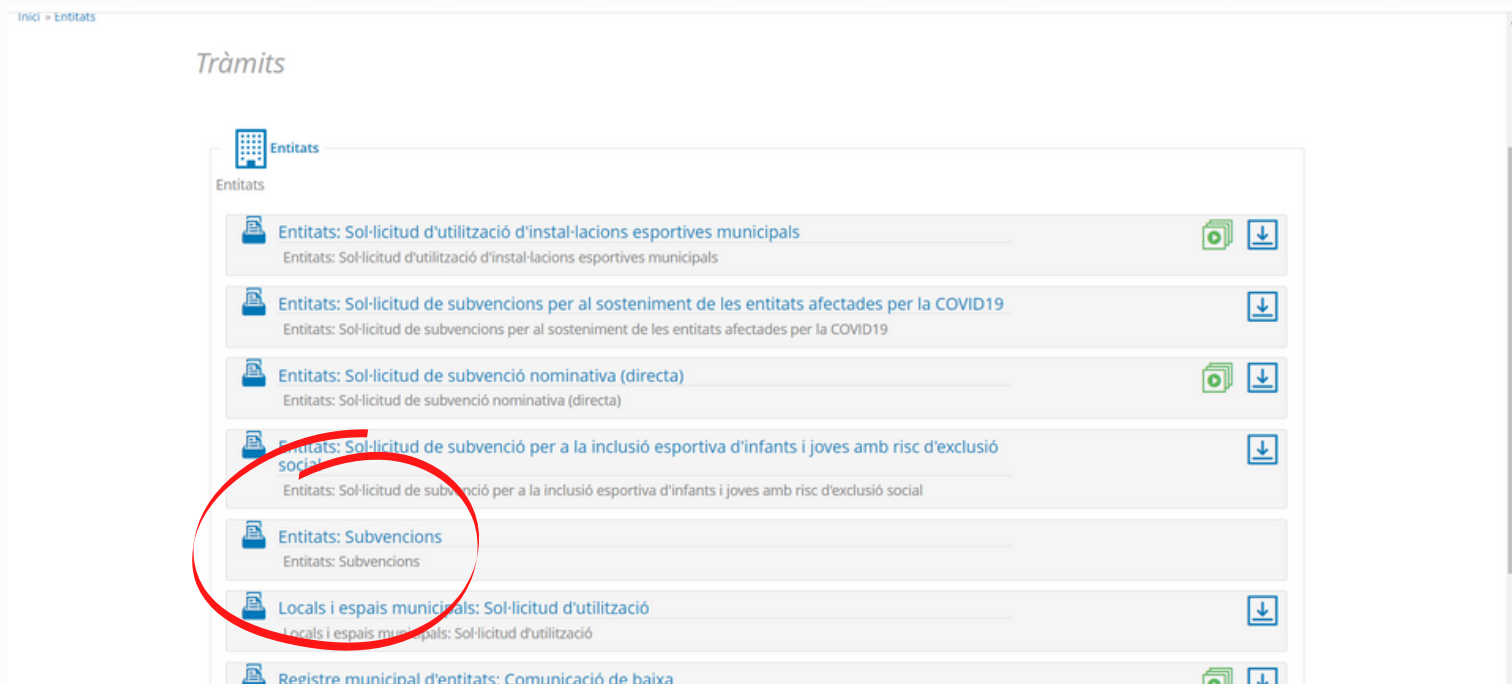 Inici » Entitats
Tràmits
Entitats
Entitats
Entitats: Sol·licitud d'utilització d'instal·lacions esportives municipals
Entitats: Sol·licitud d'utilització d'instal·lacions esportives municipals
Entitats: Sol·licitud de subvencions per al sosteniment de les entitats afectades per la COVID19
Entitats: Sol·licitud de subvencions per al sosteniment de les entitats afectades per la COVID19
Entitats: Sol·licitud de subvenció nominativa (directa)
Entitats: Sol·licitud de subvenció nominativa (directa)
Entitats: Sol·licitud de subvenció per a la inclusió esportiva d'infants i joves amb risc d'exclusió
social
Entitats: Sol·licitud de subvenció per a la inclusió esportiva d'infants i joves amb risc d'exclusió social
Entitats: Subvencions
Entitats: Subvencions
Locals i espais municipals: Sol·licitud d'utilització
Locals i espais municipals: Sol·licitud d'utilització
Registre municipal d'entitats: Comunicació de baixa